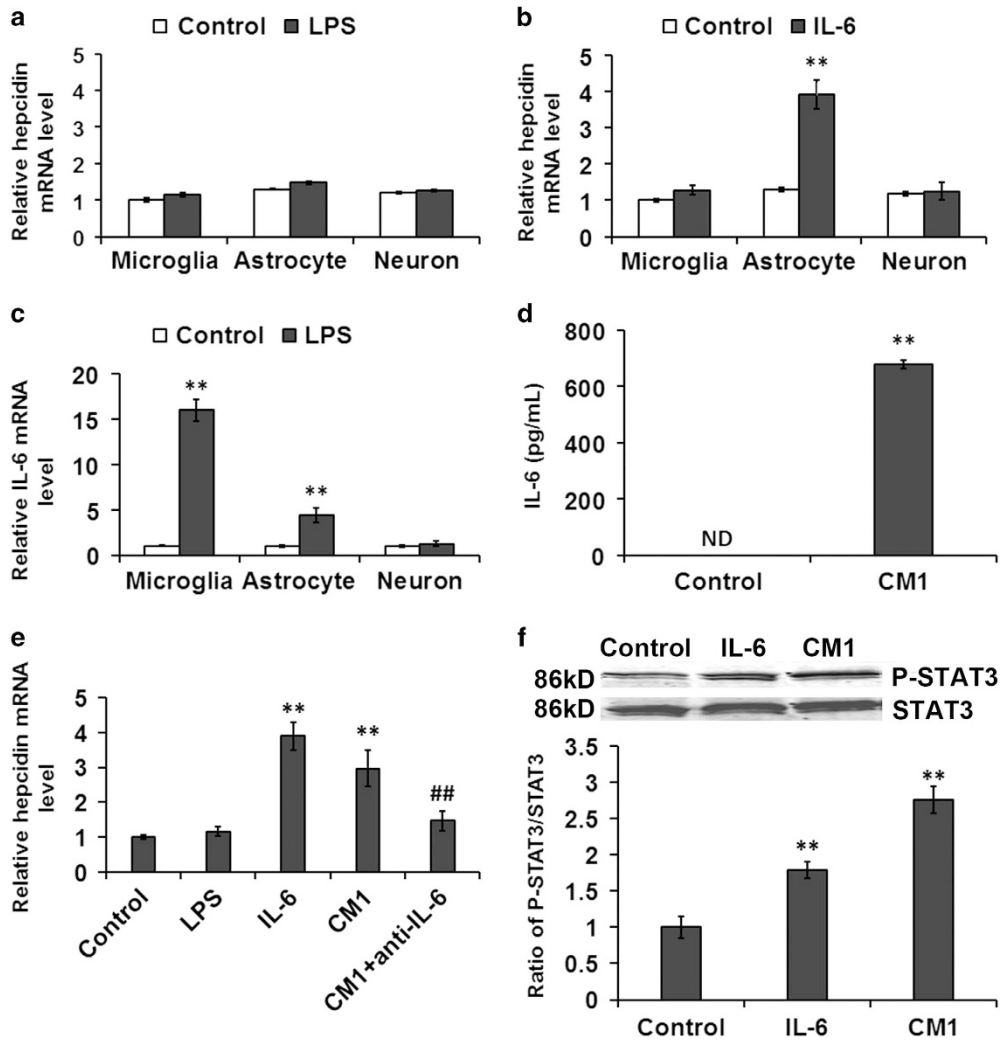 a
Control LPS
Relative hepcidin
mRNA level
5
4
3
2
1
0
Microglia Astrocyte Neuron
b
Control IL-6
Relative hepcidin
mRNA level
5
4
3
2
1
0
**
Microglia Astrocyte Neuron
c
Control LPS
Relative IL-6 mRNA
level
20
15
10
5
0
**
**
Microglia Astrocyte Neuron
d
IL-6 (pg/mL)
800
600
400
200
0
ND
**
Control CM1
e
Relative hepcidin mRNA
level
5
4
3
2
1
0
**
**
##
Control
LPS
IL-6
CM1
CM1+anti-IL-6
f
Control IL-6 CM1
86kD P-STAT3
86kD STAT3
Ratio of P-STAT3/STAT3
3.5
3
2.5
2
1.5
1
0.5
0
**
**
Control IL-6 CM1